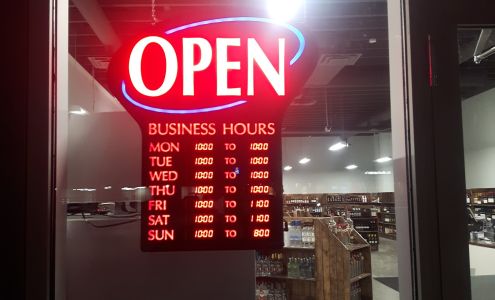 OPEN
BUSINESS HOURS
MON 1000 TO 1000
TUE 1000 TO 1000
WED 1000 TO 1000
THU 1000 TO 1000
FRI 1000 TO 1100
SAT 1000 TO 1100
SUN 1000 TO 800